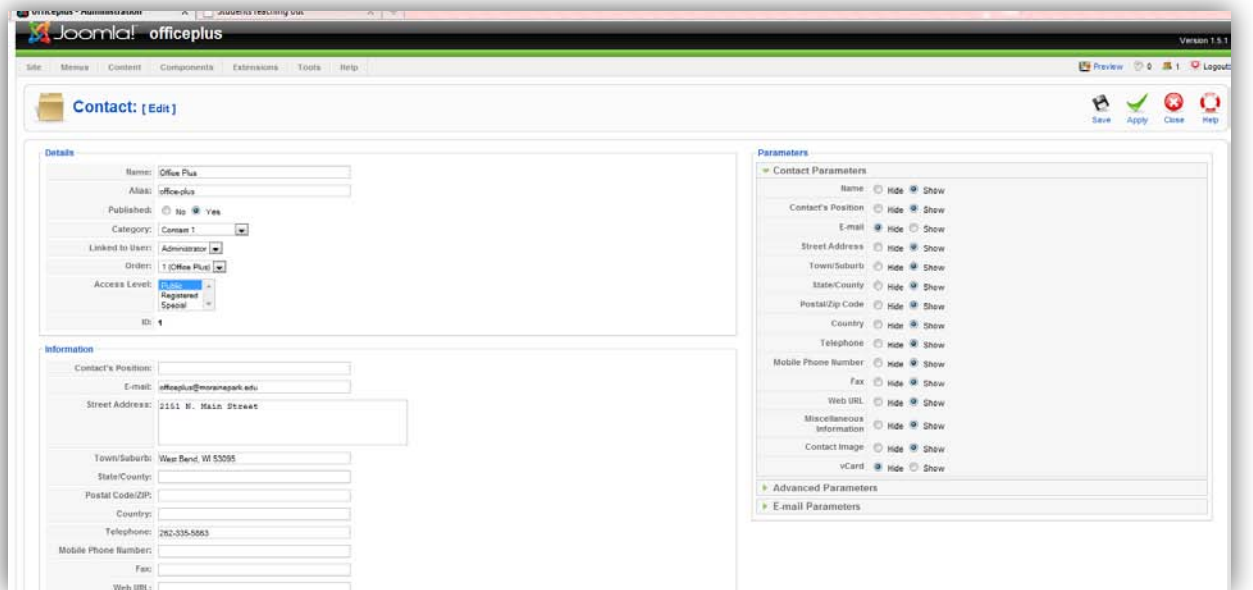 officeplus - Administration
Students reaching out
Joomla! officeplus
Version 1.5.1
Site Menus Content Components Extensions Tools Help
Preview 0 1 Logout
Contact: [ Edit ]
Save Apply Close Help
Details
Name: Office Plus
Alias: office-plus
Published: No Yes
Category: Contact 1
Linked to User: Administrator
Order: 1 (Office Plus)
Access Level: Public
Registered
Special
ID: 1
Information
Contact's Position:
E-mail: officeplus@morainepark.edu
Street Address: 2151 N. Main Street
Town/Suburb: West Bend, WI 53095
State/County:
Postal Code/ZIP:
Country:
Telephone: 262-335-5863
Mobile Phone Number:
Fax:
Web URL:
Parameters
Contact Parameters
Name Hide Show
Contact's Position Hide Show
E-mail Hide Show
Street Address Hide Show
Town/Suburb Hide Show
State/County Hide Show
Postal/Zip Code Hide Show
Country Hide Show
Telephone Hide Show
Mobile Phone Number Hide Show
Fax Hide Show
Web URL Hide Show
Miscellaneous
Information Hide Show
Contact Image Hide Show
vCard Hide Show
Advanced Parameters
E-mail Parameters